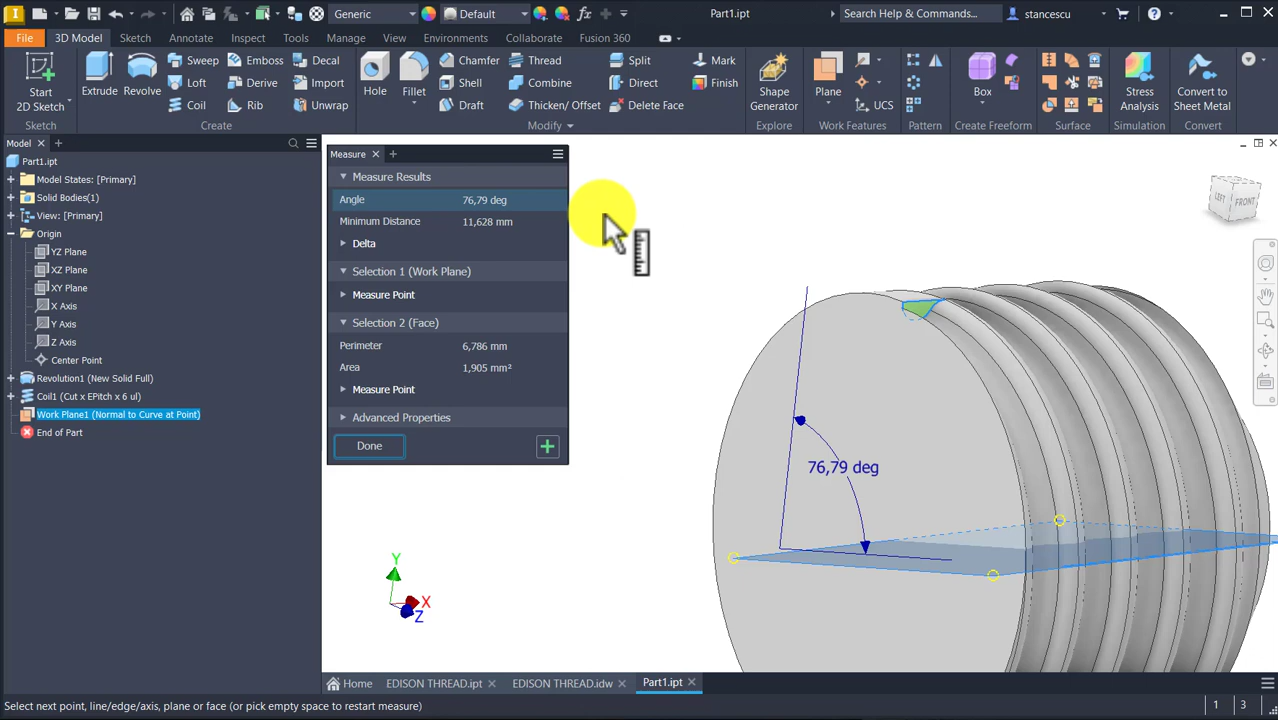 Generic
Default
Part1.ipt
Search Help & Commands...
stancescu
File
3D Model
Sketch
Annotate
Inspect
Tools
Manage
View
Environments
Collaborate
Fusion 360
Start
2D Sketch
Extrude
Revolve
Sweep
Loft
Coil
Emboss
Derive
Rib
Decal
Import
Unwrap
Hole
Fillet
Chamfer
Shell
Draft
Thread
Combine
Thicken/ Offset
Split
Direct
Delete Face
Mark
Finish
Shape
Generator
Plane
UCS
Box
Stress
Analysis
Convert to
Sheet Metal
Sketch
Create
Modify
Explore
Work Features
Pattern
Create Freeform
Surface
Simulation
Convert
Model
Part1.ipt
Model States: [Primary]
Solid Bodies(1)
View: [Primary]
Origin
YZ Plane
XZ Plane
XY Plane
X Axis
Y Axis
Z Axis
Center Point
Revolution1 (New Solid Full)
Coil1 (Cut x EPitch x 6 ul)
Work Plane1 (Normal to Curve at Point)
End of Part
Measure
Measure Results
Angle 76,79 deg
Minimum Distance 11,628 mm
Delta
Selection 1 (Work Plane)
Measure Point
Selection 2 (Face)
Perimeter 6,786 mm
Area 1,905 mm²
Measure Point
Advanced Properties
Done
LEFT FRONT
76,79 deg
Y
X
Z
Home
EDISON THREAD.ipt
EDISON THREAD.idw
Part1.ipt
Select next point, line/edge/axis, plane or face (or pick empty space to restart measure)
1 3